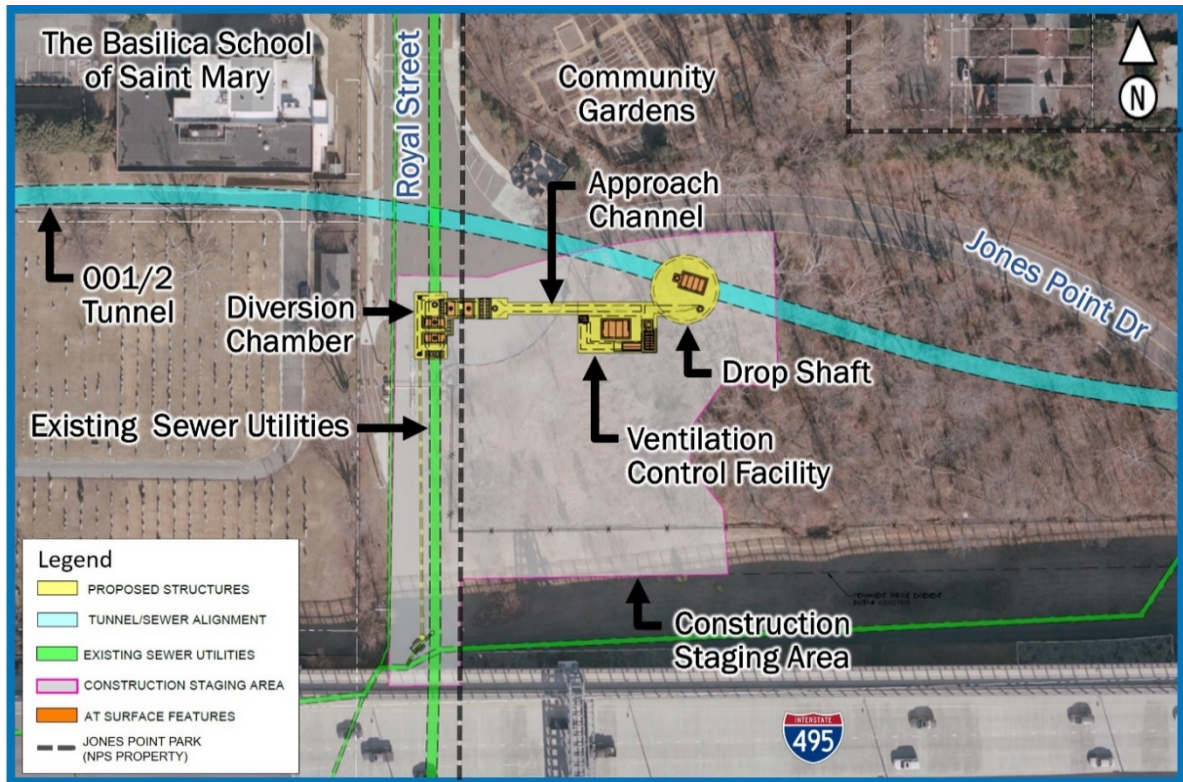 The Basilica School
of Saint Mary
Royal Street
Community
Gardens
N
Approach
Channel
Jones Point Dr
001/2
Tunnel
Diversion
Chamber
Drop Shaft
Existing Sewer Utilities
Ventilation
Control Facility
Construction
Staging Area
INTERSTATE
495
Legend
PROPOSED STRUCTURES
TUNNEL/SEWER ALIGNMENT
EXISTING SEWER UTILITIES
CONSTRUCTION STAGING AREA
AT SURFACE FEATURES
JONES POINT PARK
(NPS PROPERTY)